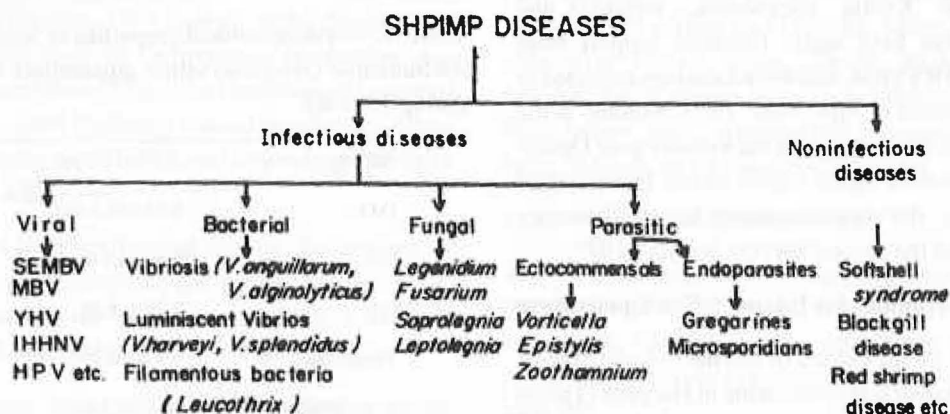 SHPIMP DISEASES
Infectious di.seases
Noninfectious
diseases
Viral
SEMBV
MBV
YHV
IHHNV
HPV etc.
Bacterial
Vibriosis (V.anguillarum,
V.alginolyticus)
Luminiscent Vibrios
(V.harveyi, V.splendidus)
Filamentous bacteria
(Leucothrix)
Fungal
Legenidium
Fusarium
Saprolegnia
Leptolegnia
Parasitic
Ectocommensals
Vorticella
Epistylis
Zoothamnium
Endoparasites
Gregarines
Microsporidians
Softshell
syndrome
Blackgill
disease
Red shrimp
disease etc